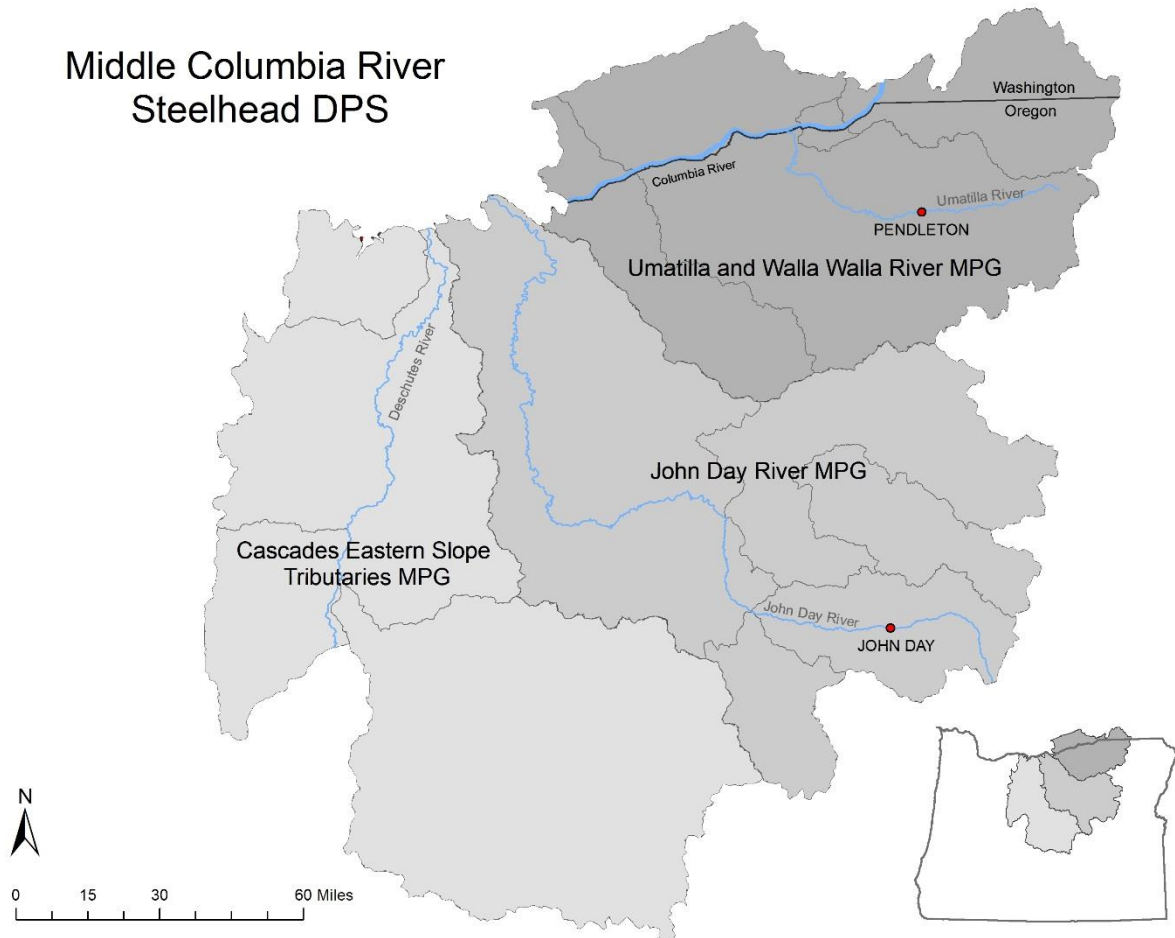 Middle Columbia River
Steelhead DPS
Washington
Oregon
Columbia River
Umatilla River
PENDLETON
Umatilla and Walla Walla River MPG
Deschutes River
John Day River MPG
Cascades Eastern Slope
Tributaries MPG
John Day River
JOHN DAY
N
0 15 30 60 Miles